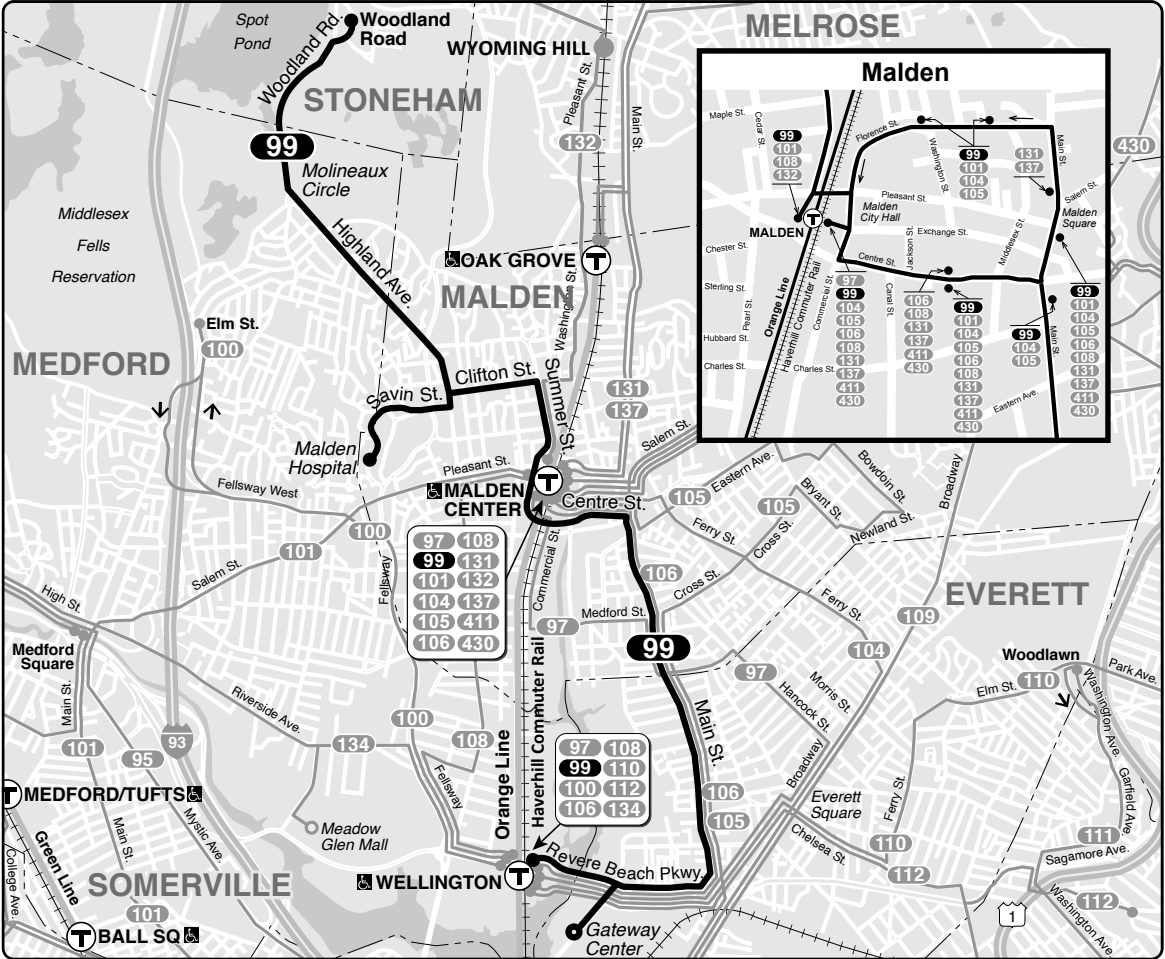 Spot
Pond
Woodland Rd.
Woodland
Road
WYOMING HILL
MELROSE
STONEHAM
Pleasant St.
132
Main St.
430
99
Molineaux
Circle
Middlesex
Fells
Reservation
Highland Ave.
OAK GROVE
T
MALDEN
Washington St.
Elm St.
100
MEDFORD
Clifton St.
Savin St.
Summer St.
131
137
Malden
Hospital
Pleasant St.
Salem St.
T
MALDEN
CENTER
Centre St.
Fellsway West
100
101
Salem St.
Fellsway
97 108
99 131
101 132
104 137
105 411
106 430
Commercial St.
105
Eastern Ave.
Ferry St.
105
Bryant St.
Cross St.
Bowdoin St.
Newland St.
Broadway
106
Cross St.
Medford St.
97
99
EVERETT
Ferry St.
109
104
High St.
Medford
Square
Main St.
101
95
93
Riverside Ave.
134
100
108
Fellsway
Orange Line
Haverhill Commuter Rail
97
Hancock St.
Morris St.
Main St.
Broadway
Woodlawn
Elm St.
110
Park Ave.
Washington Ave.
Garfield Ave
97 108
99 110
100 112
106 134
106
105
Everett
Square
Ferry St.
110
Chelsea St.
112
111
Sagamore Ave.
112
Washington Ave.
1
T
MEDFORD/TUFTS
Green Line
College Ave.
Main St.
Mystic Ave.
Meadow
Glen Mall
SOMERVILLE
101
T
BALL SQ
T
WELLINGTON
Revere Beach Pkwy.
Gateway
Center
Malden
Maple St.
Cedar St.
99
101
108
132
Florence St.
Washington St.
99
101
104
105
131
137
Main St.
Salem St.
Pleasant St.
Malden
City Hall
Malden
Square
T
MALDEN
Exchange St.
Jackson St.
Middlesex St.
Chester St.
Centre St.
Sterling St.
Pearl St.
Orange Line
Haverhill Commuter Rail
Commercial St.
Canal St.
Hubbard St.
Charles St.
Charles St.
97
99
104
105
106
108
131
137
411
430
106
108
131
137
411
430
99
101
104
105
106
108
131
137
411
430
99
104
105
Main St.
Eastern Ave.
99
101
104
105
106
108
131
137
411
430